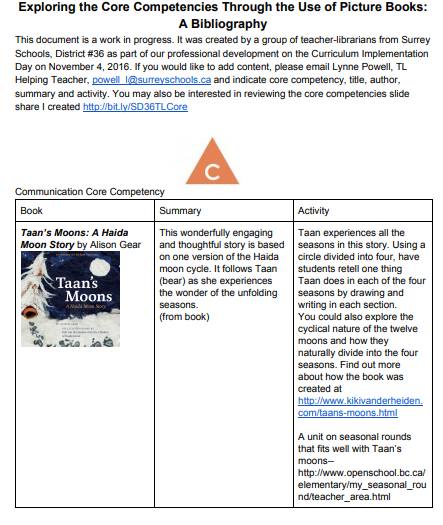 Exploring the Core Competencies Through the Use of Picture Books:
A Bibliography
This document is a work in progress. It was created by a group of teacher-librarians from Surrey
Schools, District #36 as part of our professional development on the Curriculum Implementation
Day on November 4, 2016. If you would like to add content, please email Lynne Powell, TL
Helping Teacher, powell_l@surreyschools.ca and indicate core competency, title, author,
summary and activity. You may also be interested in reviewing the core competencies slide
share I created http://bit.ly/SD36TLCore
C
Communication Core Competency
Book
Summary
Activity
Taan's Moons: A Haida
Moon Story by Alison Gear
Taan's
Moons
A Haida Moon Story
This wonderfully engaging
and thoughtful story is based
on one version of the Haida
moon cycle. It follows Taan
(bear) as she experiences
the wonder of the unfolding
seasons.
(from book)
Taan experiences all the
seasons in this story. Using a
circle divided into four, have
students retell one thing
Taan does in each of the four
seasons by drawing and
writing in each section.
You could also explore the
cyclical nature of the twelve
moons and how they
naturally divide into the four
seasons. Find out more
about how the book was
created at
http://www.kikivanderheiden.
com/taans-moons.html
A unit on seasonal rounds
that fits well with Taan's
moons--
http://www.openschool.bc.ca/
elementary/my_seasonal_rou
nd/teacher_area.html